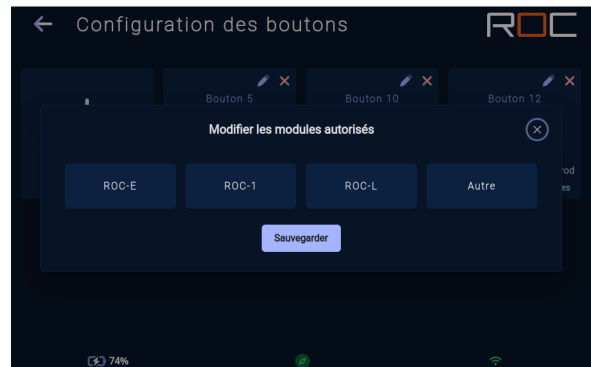 Configuration des boutons
ROC
Bouton 5
Bouton 10
Bouton 12
Modifier les modules autorisés
ROC-E
ROC-1
ROC-L
Autre
Sauvegarder
74%